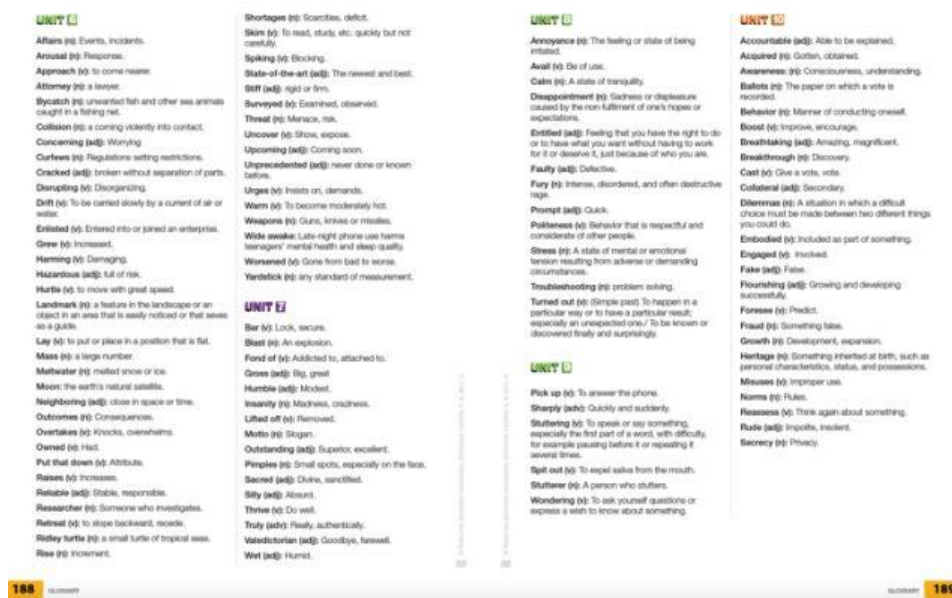 UNIT 6
Affairs (n): Events, incidents.
Arousal (n): Response.
Approach (v): to come nearer.
Attorney (n): a lawyer.
Bycatch (n): unwanted fish and other sea animals
caught in a fishing net.
Collision (n): a coming violently into contact.
Concerning (adj): Worrying
Curfews (n): Regulations setting restrictions.
Cracked (adj): broken without separation of parts.
Disrupting (v): Disorganizing.
Drift (v): To be carried slowly by a current of air or
water.
Enlisted (v): Entered into or joined an enterprise.
Grew (v): Increased.
Harming (v): Damaging.
Hazardous (adj): full of risk.
Hurtle (v): to move with great speed.
Landmark (n): a feature in the landscape or an
object in an area that is easily noticed or that seves
as a guide.
Lay (v): to put or place in a position that is flat.
Mass (n): a large number.
Meltwater (n): melted snow or ice.
Moon: the earth's natural satellite.
Neighboring (adj): close in space or time.
Outcomes (n): Consequences.
Overtakes (v): Knocks, overwhelms.
Owned (v): Had.
Put that down (v): Attribute.
Raises (v): Increases.
Reliable (adj): Stable, responsible.
Researcher (n): Someone who investigates.
Retreat (v): to slope backward, recede.
Ridley turtle (n): a small turtle of tropical seas.
Rise (n): Increment.
Shortages (n): Scarcities, deficit.
Skim (v): To read, study, etc. quickly but not
carefully.
Spiking (v): Blocking.
State-of-the-art (adj): The newest and best.
Stiff (adj): rigid or firm.
Surveyed (v): Examined, observed.
Threat (n): Menace, risk.
Uncover (v): Show, expose.
Upcoming (adj): Coming soon.
Unprecedented (adj): never done or known
before.
Urges (v): Insists on, demands.
Warm (v): To become moderately hot.
Weapons (n): Guns, knives or missiles.
Wide awake: Late-night phone use harms
teenagers' mental health and sleep quality.
Worsened (v): Gone from bad to worse.
Yardstick (n): any standard of measurement.
UNIT 7
Bar (v): Lock, secure.
Blast (n): An explosion.
Fond of (v): Addicted to, attached to.
Gross (adj): Big, great
Humble (adj): Modest.
Insanity (n): Madness, craziness.
Lifted off (v): Removed.
Motto (n): Slogan.
Outstanding (adj): Superior, excellent.
Pimples (n): Small spots, especially on the face.
Sacred (adj): Divine, sanctified.
Silly (adj): Absurd.
Thrive (v): Do well.
Truly (adv): Really, authentically.
Valedictorian (adj): Goodbye, farewell.
Wet (adj): Humid.
188 GLOSSARY
UNIT 8
Annoyance (n): The feeling or state of being
irritated.
Avail (v): Be of use.
Calm (n): A state of tranquility.
Disappointment (n): Sadness or displeasure
caused by the non-fulfilment of one's hopes or
expectations.
Entitled (adj): Feeling that you have the right to do
or to have what you want without having to work
for it or deserve it, just because of who you are.
Faulty (adj): Defective.
Fury (n): Intense, disordered, and often destructive
rage.
Prompt (adj): Quick.
Politeness (v): Behavior that is respectful and
considerate of other people.
Stress (n): A state of mental or emotional
tension resulting from adverse or demanding
circumstances.
Troubleshooting (n): problem solving.
Turned out (v): (Simple past) To happen in a
particular way or to have a particular result;
especially an unexpected one./ To be known or
discovered finally and surprisingly.
UNIT 9
Pick up (v): To answer the phone.
Sharply (adv): Quickly and suddenly.
Stuttering (v): To speak or say something,
especially the first part of a word, with difficulty,
for example pausing before it or repeating it
several times.
Spit out (v): To expel saliva from the mouth.
Stutterer (n): A person who stutters.
Wondering (v): To ask yourself questions or
express a wish to know about something.
UNIT 10
Accountable (adj): Able to be explained.
Acquired (n): Gotten, obtained.
Awareness: (n): Consciousness, understanding.
Ballots (n): The paper on which a vote is
recorded.
Behavior (n): Manner of conducting oneself.
Boost (v): Improve, encourage.
Breathtaking (adj): Amazing, magnificent.
Breakthrough (n): Discovery.
Cast (v): Give a vote, vote.
Collateral (adj): Secondary.
Dilemmas (n): A situation in which a difficult
choice must be made between two different things
you could do.
Embodied (v): Included as part of something.
Engaged (v): Involved.
Fake (adj): False.
Flourishing (adj): Growing and developing
successfully.
Foresee (v): Predict.
Fraud (n): Something false.
Growth (n): Development, expansion.
Heritage (n): Something inherited at birth, such as
personal characteristics, status, and possessions.
Misuses (v): Improper use.
Norms (n): Rules.
Reassess (v): Think again about something.
Rude (adj): Impolite, insolent.
Secrecy (n): Privacy.
GLOSSARY 189